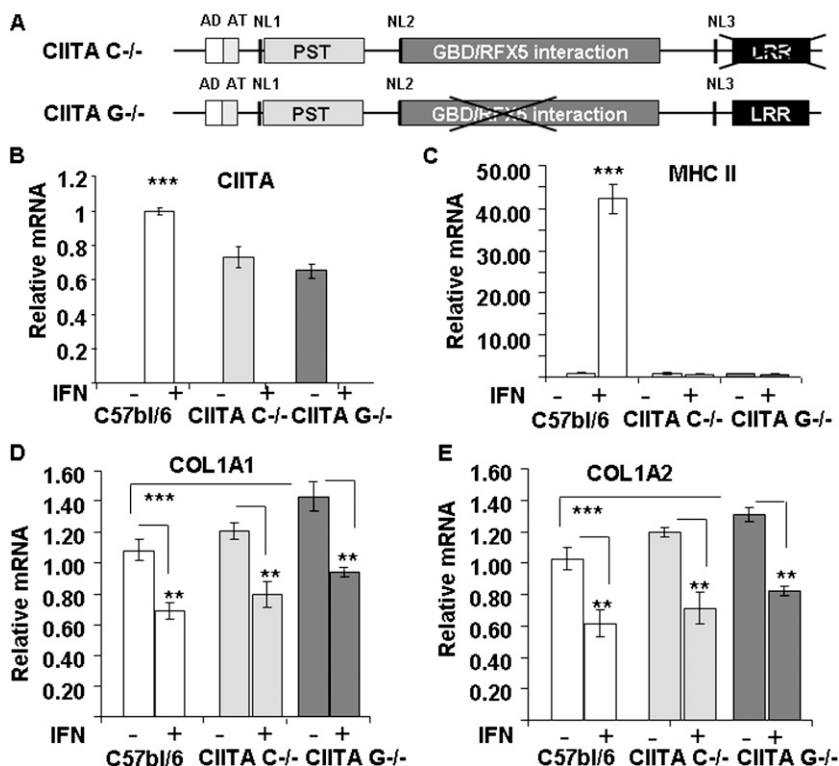 A
AD AT NL1 NL2 NL3
CIITA C-/- PST GBD/RFX5 interaction LRR
AD AT NL1 NL2 NL3
CIITA G-/- PST GBD/RFX5 interaction LRR
B
CIITA
***
Relative mRNA
1.2
1
0.8
0.6
0.4
0.2
IFN - + - + - +
C57bl/6 CIITA C-/- CIITA G-/-
C
MHC II
***
Relative mRNA
50.00
40.00
30.00
20.00
10.00
IFN - + - + - +
C57bl/6 CIITA C-/- CIITA G-/-
D
COL1A1
***
** ** **
Relative mRNA
1.60
1.40
1.20
1.00
0.80
0.60
0.40
0.20
IFN - + - + - +
C57bl/6 CIITA C-/- CIITA G-/-
E
COL1A2
***
** ** **
Relative mRNA
1.60
1.40
1.20
1.00
0.80
0.60
0.40
0.20
IFN - + - + - +
C57bl/6 CIITA C-/- CIITA G-/-